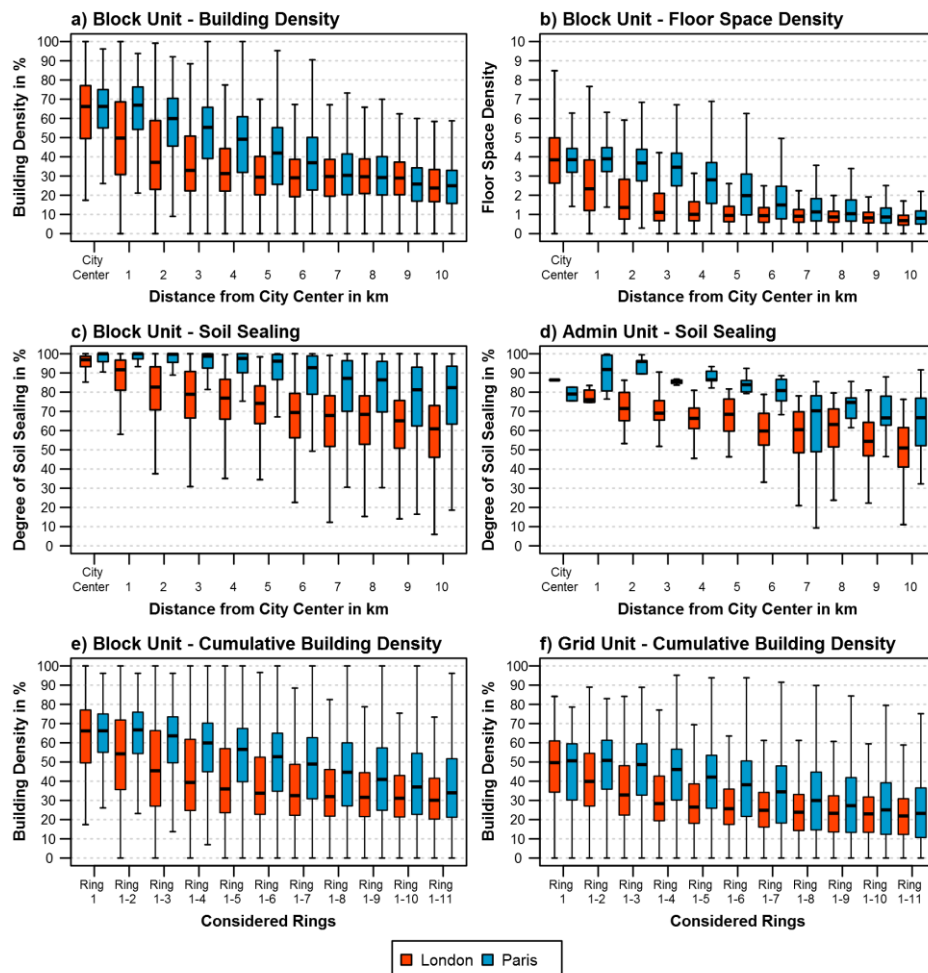 a) Block Unit - Building Density
Building Density in %
100
90
80
70
60
50
40
30
20
10
0
City Center
1
2
3
4
5
6
7
8
9
10
Distance from City Center in km
b) Block Unit - Floor Space Density
Floor Space Density
10
9
8
7
6
5
4
3
2
1
0
City Center
1
2
3
4
5
6
7
8
9
10
Distance from City Center in km
c) Block Unit - Soil Sealing
Degree of Soil Sealing in %
100
90
80
70
60
50
40
30
20
10
0
City Center
1
2
3
4
5
6
7
8
9
10
Distance from City Center in km
d) Admin Unit - Soil Sealing
Degree of Soil Sealing in %
100
90
80
70
60
50
40
30
20
10
0
City Center
1
2
3
4
5
6
7
8
9
10
Distance from City Center in km
e) Block Unit - Cumulative Building Density
Building Density in %
100
90
80
70
60
50
40
30
20
10
0
Ring 1
Ring 1-2
Ring 1-3
Ring 1-4
Ring 1-5
Ring 1-6
Ring 1-7
Ring 1-8
Ring 1-9
Ring 1-10
Ring 1-11
Considered Rings
f) Grid Unit - Cumulative Building Density
Building Density in %
100
90
80
70
60
50
40
30
20
10
0
Ring 1
Ring 1-2
Ring 1-3
Ring 1-4
Ring 1-5
Ring 1-6
Ring 1-7
Ring 1-8
Ring 1-9
Ring 1-10
Ring 1-11
Considered Rings
London Paris